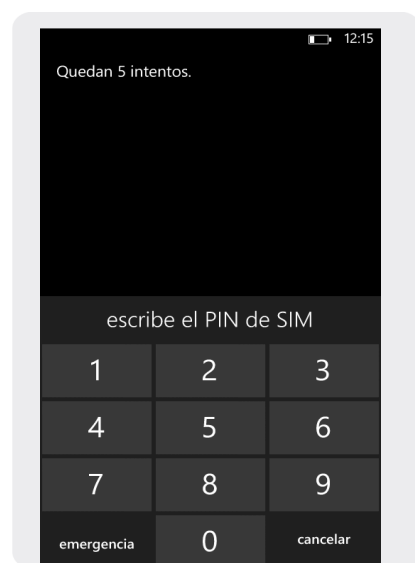 12:15
Quedan 5 intentos.
escribe el PIN de SIM
1 2 3
4 5 6
7 8 9
emergencia 0 cancelar